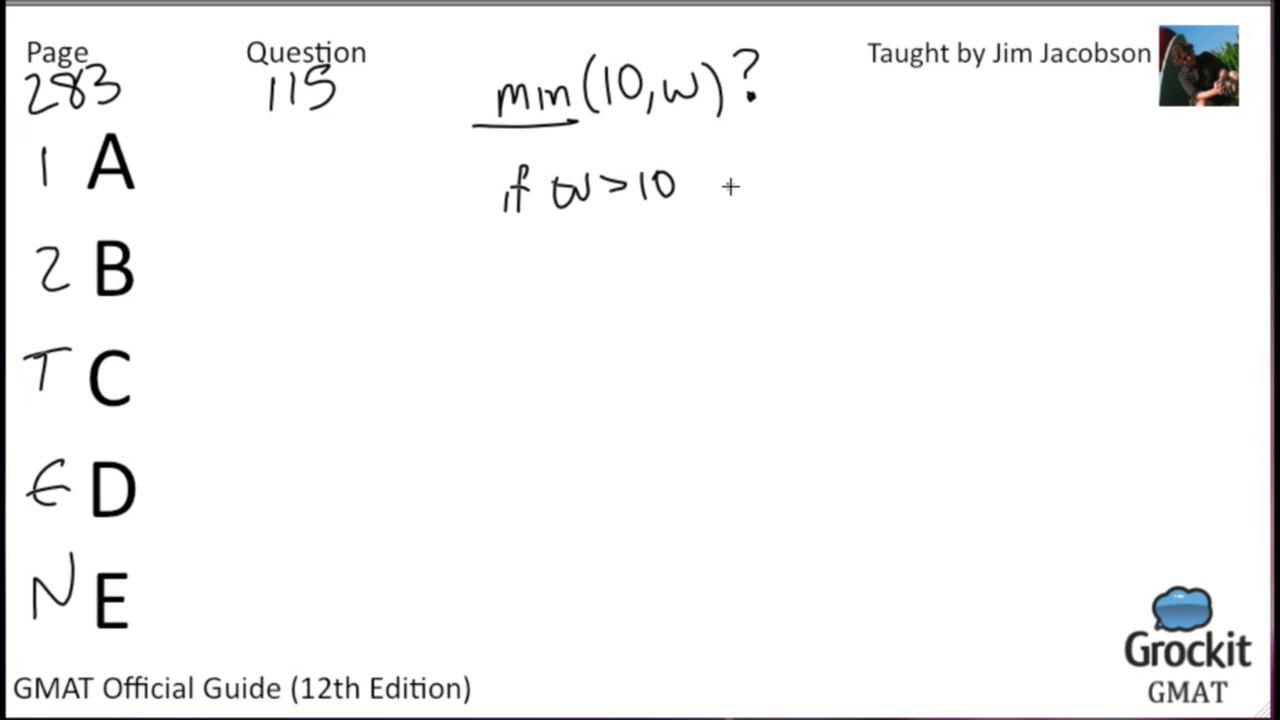 Page Question Taught by Jim Jacobson
283 115 min(10,w)?
1 A if w>10
2 B
T C
E D
N E
Grockit
GMAT
GMAT Official Guide (12th Edition)